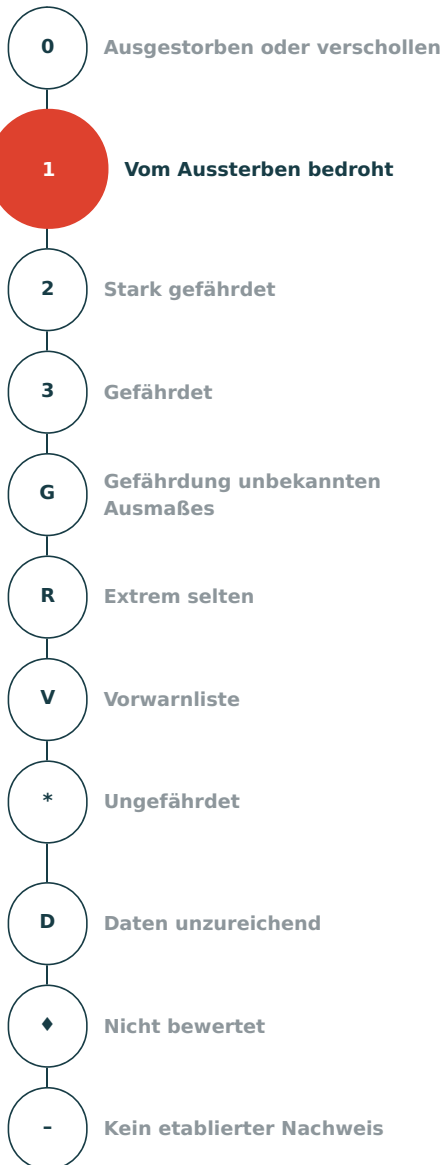 0 Ausgestorben oder verschollen
1 Vom Aussterben bedroht
2 Stark gefährdet
3 Gefährdet
G Gefährdung unbekannten
Ausmaßes
R Extrem selten
V Vorwarnliste
* Ungefährdet
D Daten unzureichend
♦ Nicht bewertet
– Kein etablierter Nachweis